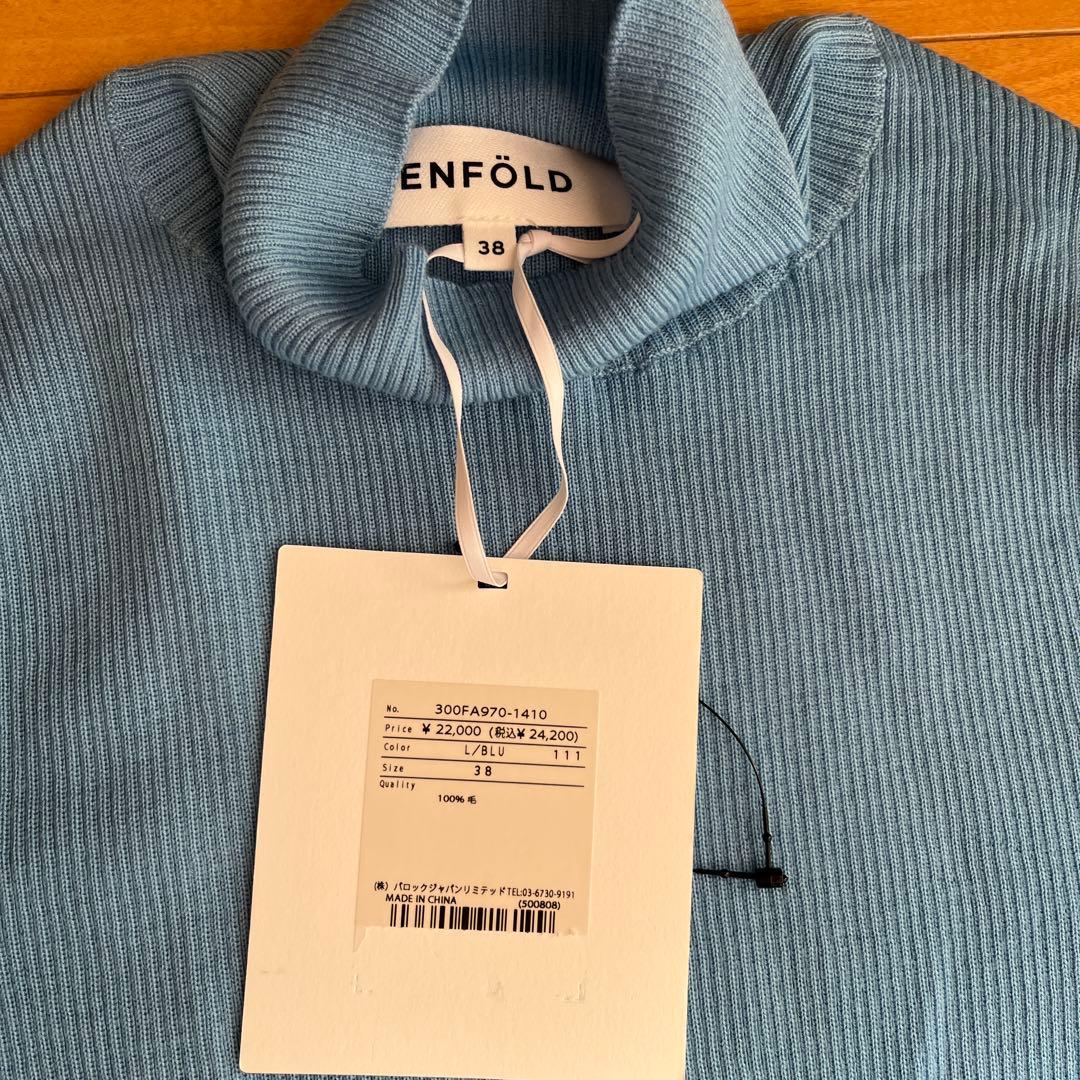 ENFÖLD
38
No. 300FA970-1410
Price ¥ 22,000 (税込¥ 24,200)
Color L/BLU 111
Size 38
Quality
100% 毛
(株) バロックジャパンリミテッド TEL:03-6730-9191
MADE IN CHINA (500808)